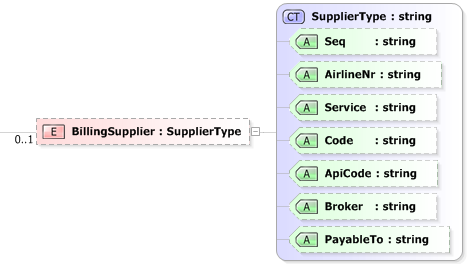 CT SupplierType : string
A Seq : string
A AirlineNr : string
A Service : string
0..1 E BillingSupplier : SupplierType
A Code : string
A ApiCode : string
A Broker : string
A PayableTo : string